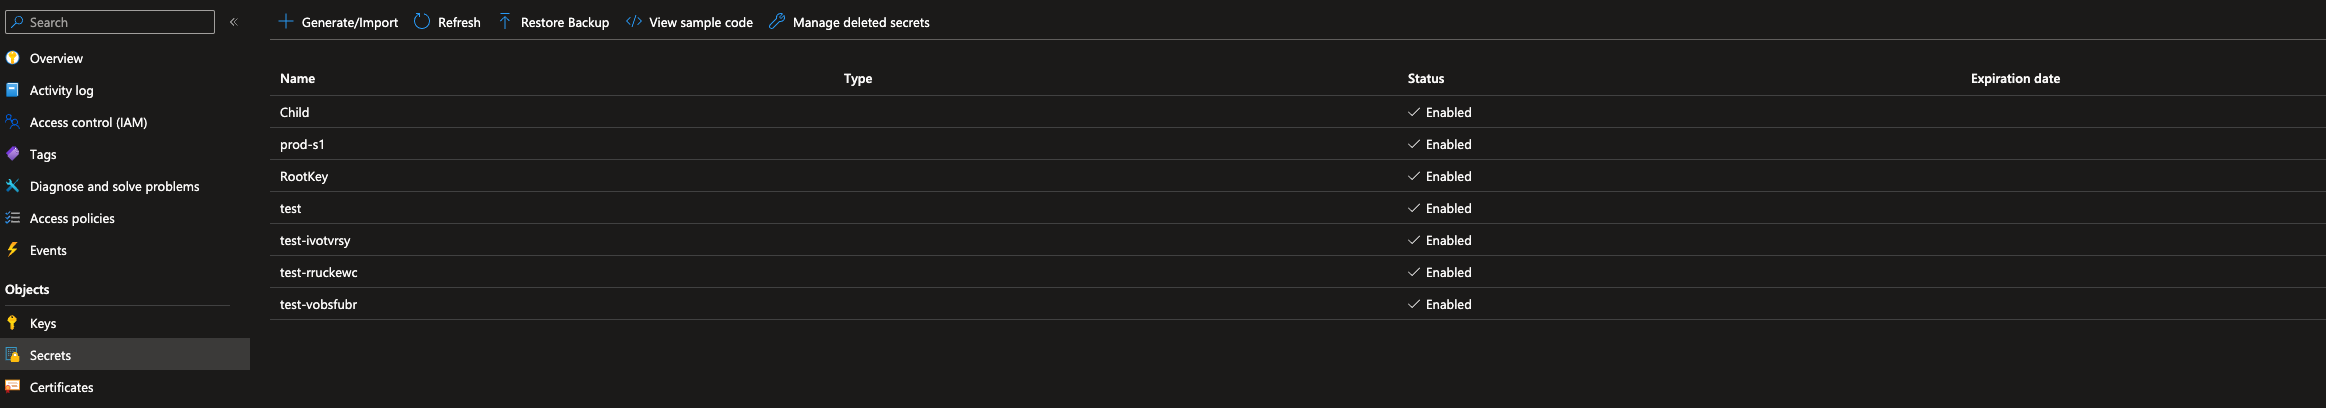 Search
«
Generate/Import
Refresh
Restore Backup
View sample code
Manage deleted secrets
Overview
Activity log
Access control (IAM)
Tags
Diagnose and solve problems
Access policies
Events
Objects
Keys
Secrets
Certificates
Name Type Status Expiration date
Child Enabled
prod-s1 Enabled
RootKey Enabled
test Enabled
test-ivotvrsy Enabled
test-rruckewc Enabled
test-vobsfubr Enabled